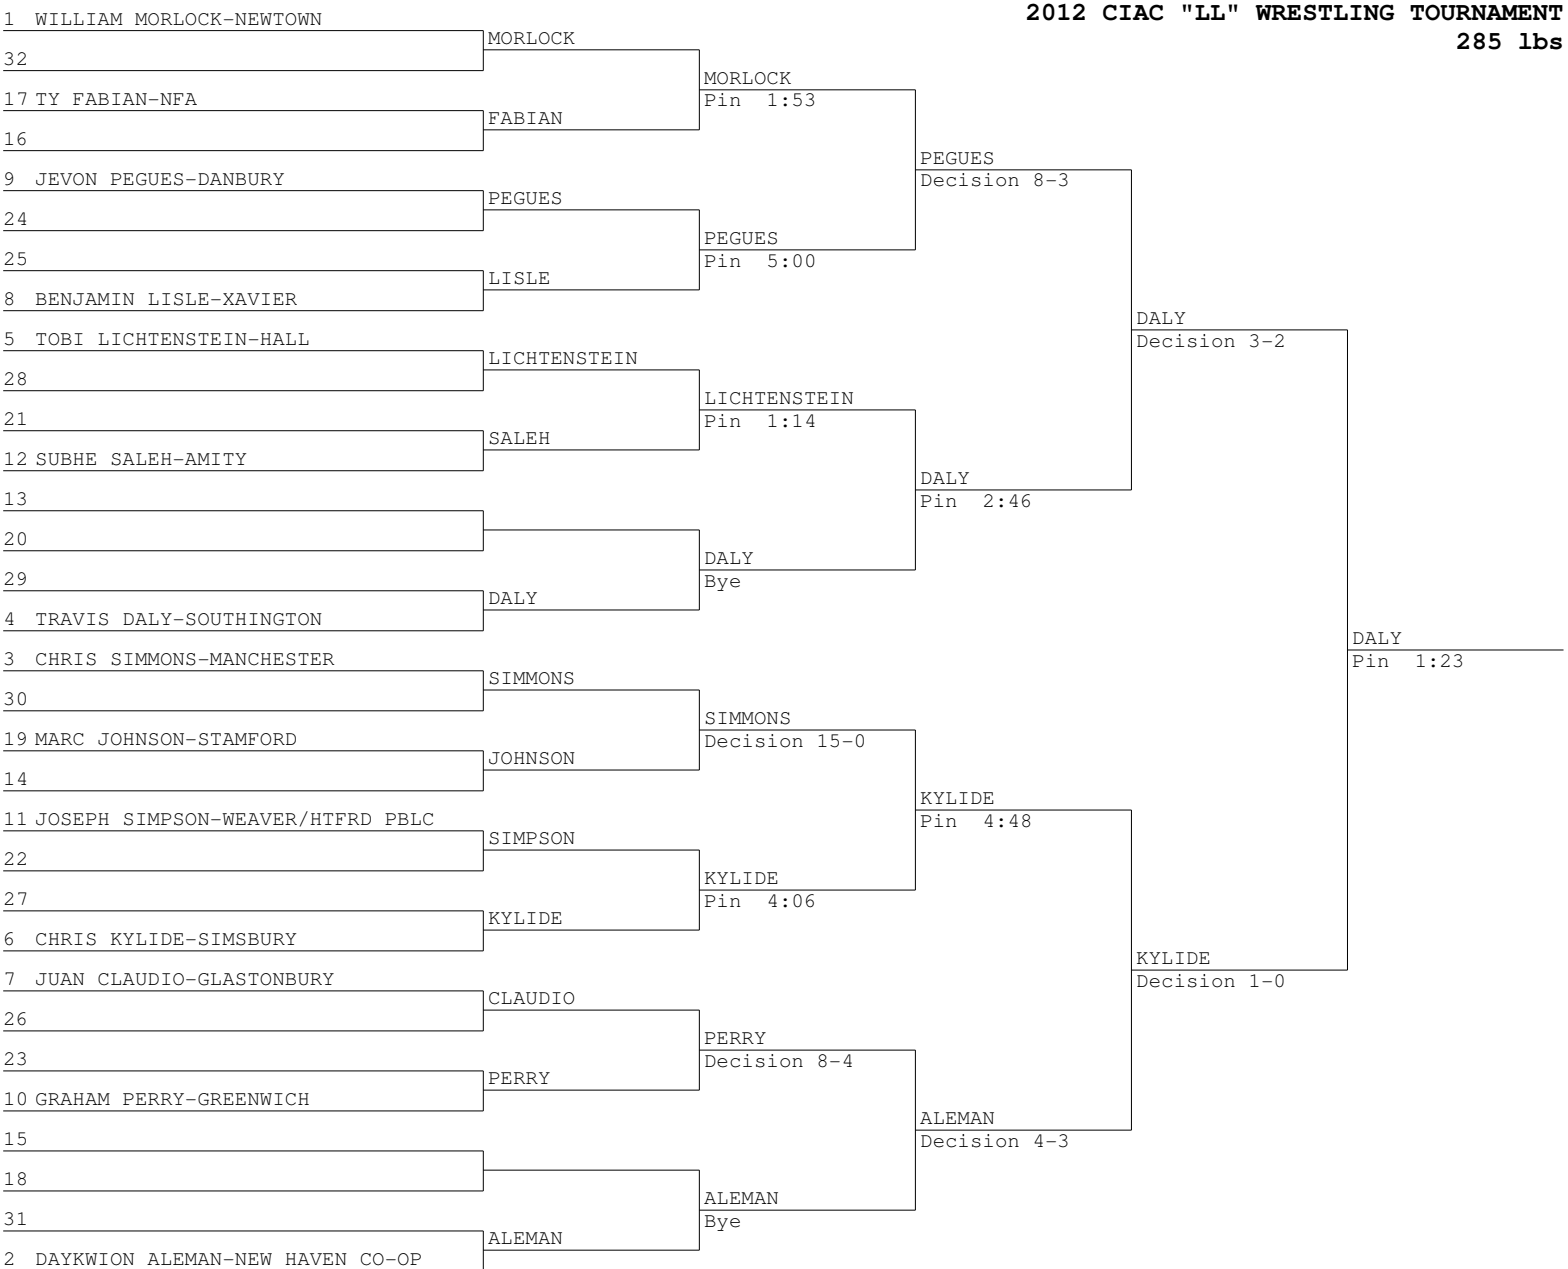 2012 CIAC "LL" WRESTLING TOURNAMENT
285 lbs
1 WILLIAM MORLOCK-NEWTOWN
32
17 TY FABIAN-NFA
16
9 JEVON PEGUES-DANBURY
24
25
8 BENJAMIN LISLE-XAVIER
5 TOBI LICHTENSTEIN-HALL
28
21
12 SUBHE SALEH-AMITY
13
20
29
4 TRAVIS DALY-SOUTHINGTON
3 CHRIS SIMMONS-MANCHESTER
30
19 MARC JOHNSON-STAMFORD
14
11 JOSEPH SIMPSON-WEAVER/HTFRD PBLC
22
27
6 CHRIS KYLIDE-SIMSBURY
7 JUAN CLAUDIO-GLASTONBURY
26
23
10 GRAHAM PERRY-GREENWICH
15
18
31
2 DAYKWION ALEMAN-NEW HAVEN CO-OP
MORLOCK
FABIAN
PEGUES
LISLE
LICHTENSTEIN
SALEH
DALY
SIMMONS
JOHNSON
SIMPSON
KYLIDE
CLAUDIO
PERRY
ALEMAN
MORLOCK
Pin 1:53
PEGUES
Pin 5:00
LICHTENSTEIN
Pin 1:14
DALY
Bye
SIMMONS
Decision 15-0
KYLIDE
Pin 4:06
PERRY
Decision 8-4
ALEMAN
Bye
PEGUES
Decision 8-3
DALY
Pin 2:46
KYLIDE
Pin 4:48
ALEMAN
Decision 4-3
DALY
Decision 3-2
KYLIDE
Decision 1-0
DALY
Pin 1:23